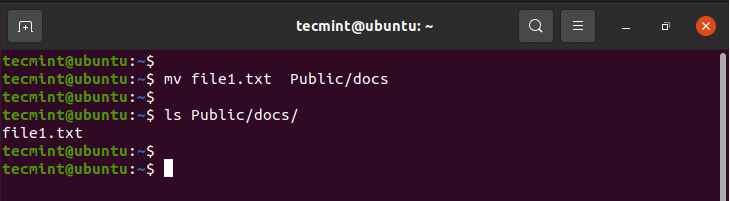 tecmint@ubuntu: ~
tecmint@ubuntu:~$
tecmint@ubuntu:~$ mv file1.txt  Public/docs
tecmint@ubuntu:~$
tecmint@ubuntu:~$ ls Public/docs/
file1.txt
tecmint@ubuntu:~$
tecmint@ubuntu:~$